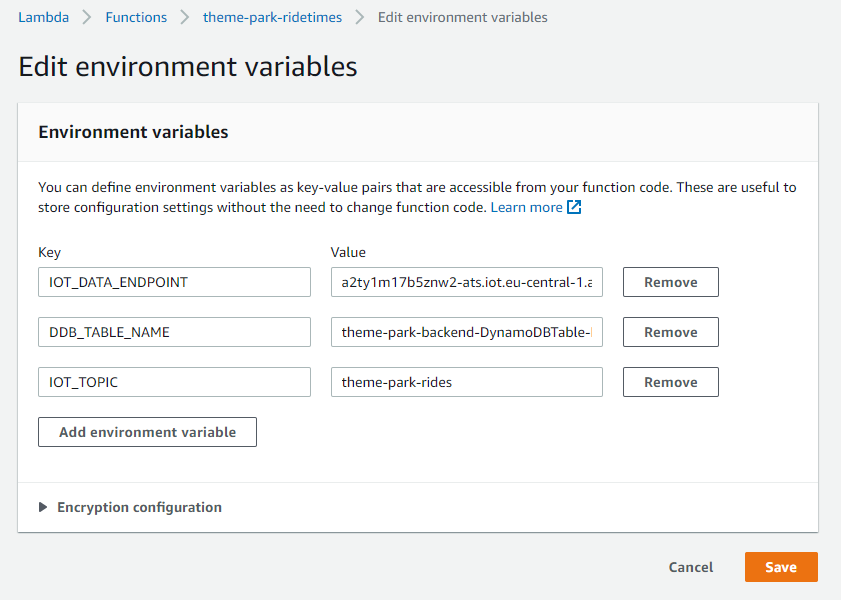 Lambda > Functions > theme-park-ridetimes > Edit environment variables
Edit environment variables
Environment variables
You can define environment variables as key-value pairs that are accessible from your function code. These are useful to
store configuration settings without the need to change function code. Learn more
Key Value
IOT_DATA_ENDPOINT a2ty1m17b5znw2-ats.iot.eu-central-1.a Remove
DDB_TABLE_NAME theme-park-backend-DynamoDBTable- Remove
IOT_TOPIC theme-park-rides Remove
Add environment variable
Encryption configuration
Cancel Save